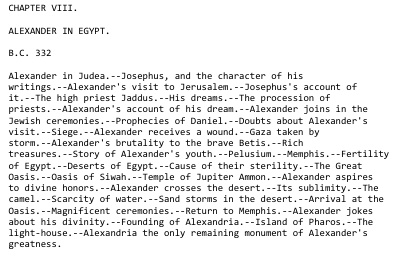 CHAPTER VIII.
ALEXANDER IN EGYPT.
B.C. 332
Alexander in Judea.--Josephus, and the character of his
writings.--Alexander's visit to Jerusalem.--Josephus's account of
it.--The high priest Jaddus.--His dreams.--The procession of
priests.--Alexander's account of his dream.--Alexander joins in the
Jewish ceremonies.--Prophecies of Daniel.--Doubts about Alexander's
visit.--Siege.--Alexander receives a wound.--Gaza taken by
storm.--Alexander's brutality to the brave Betis.--Rich
treasures.--Story of Alexander's youth.--Pelusium.--Memphis.--Fertility
of Egypt.--Deserts of Egypt.--Cause of their sterility.--The Great
Oasis.--Oasis of Siwah.--Temple of Jupiter Ammon.--Alexander aspires
to divine honors.--Alexander crosses the desert.--Its sublimity.--The
camel.--Scarcity of water.--Sand storms in the desert.--Arrival at the
Oasis.--Magnificent ceremonies.--Return to Memphis.--Alexander jokes
about his divinity.--Founding of Alexandria.--Island of Pharos.--The
light-house.--Alexandria the only remaining monument of Alexander's
greatness.